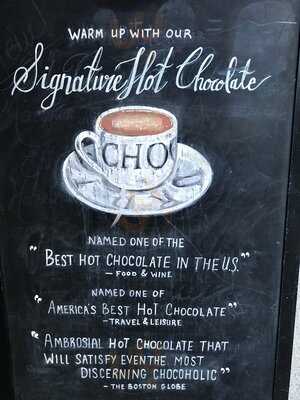 WARM UP WITH OUR
Signature Hot Chocolate
CHO
NAMED ONE OF THE
"BEST HOT CHOCOLATE IN THE U.S."
- FOOD & WINE
NAMED ONE OF
"AMERICA'S BEST HOT CHOCOLATE"
- TRAVEL & LEISURE
"AMBROSIAL HOT CHOCOLATE THAT
WILL SATISFY EVEN THE MOST
DISCERNING CHOCOHOLIC"
- THE BOSTON GLOBE